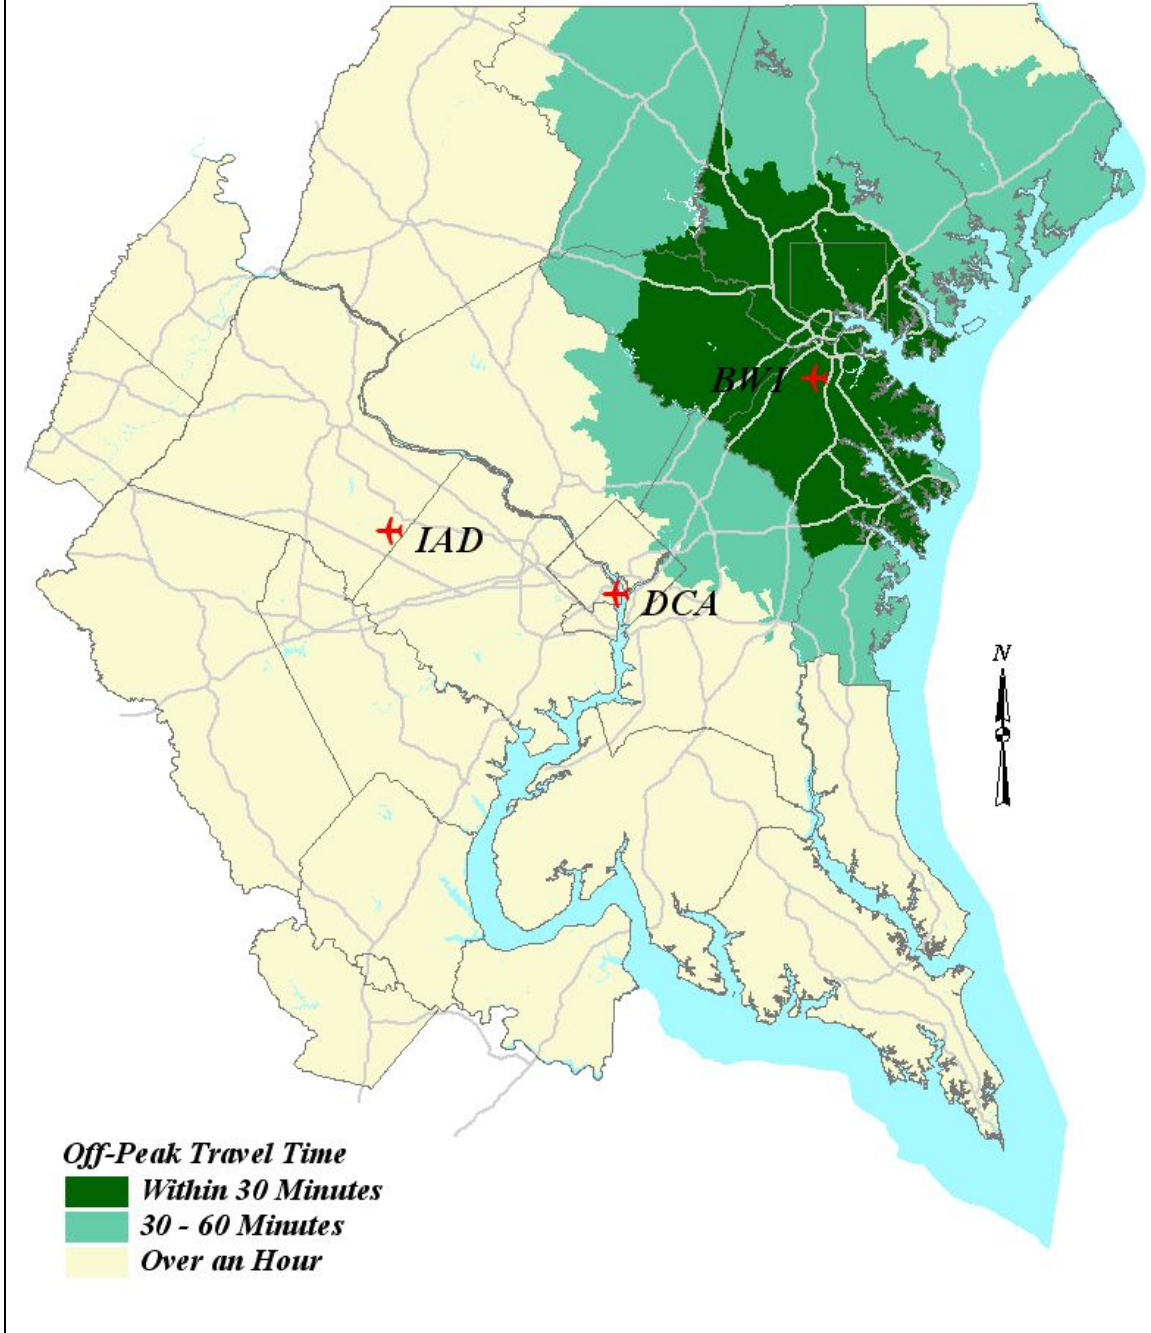 BWI
IAD
DCA
N
Off-Peak Travel Time
Within 30 Minutes
30 - 60 Minutes
Over an Hour